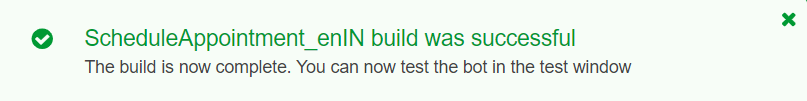 ScheduleAppointment_enIN build was successful
The build is now complete. You can now test the bot in the test window